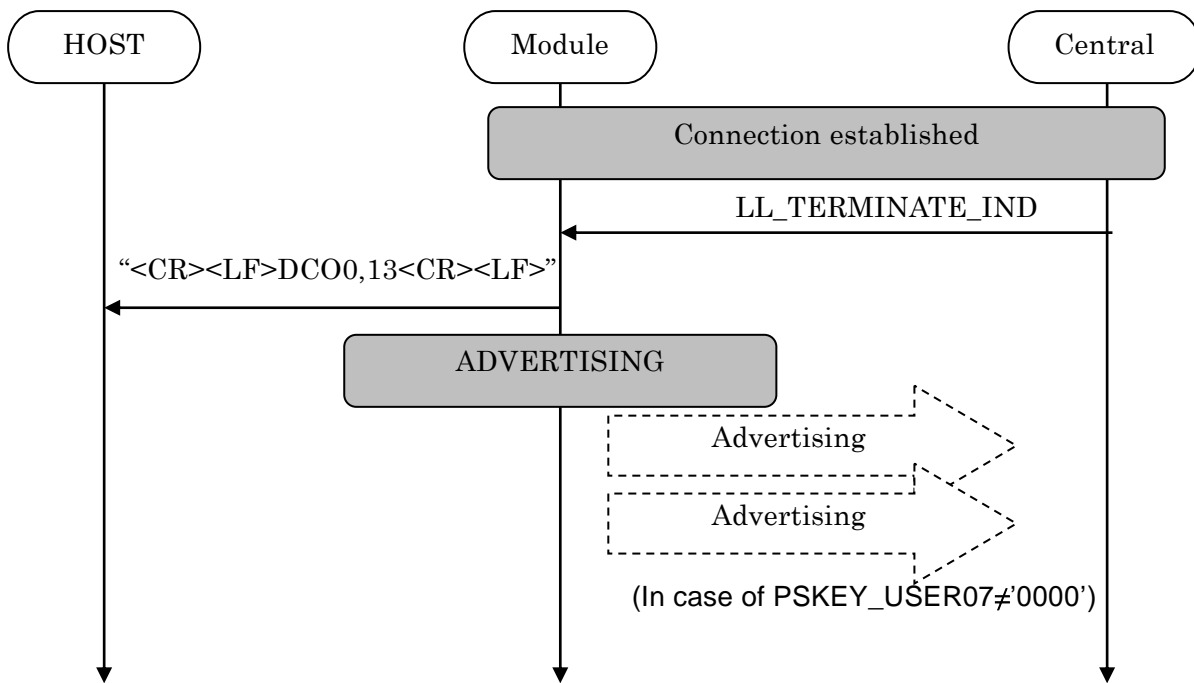 HOST
Module
Central
Connection established
LL_TERMINATE_IND
“<CR><LF>DCO0,13<CR><LF>”
ADVERTISING
Advertising
Advertising
(In case of PSKEY_USER07≠'0000')